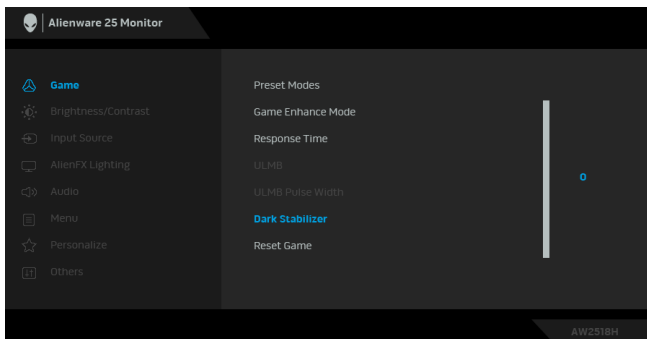 Alienware 25 Monitor
Game
Brightness/Contrast
Input Source
AlienFX Lighting
Audio
Menu
Personalize
Others
Preset Modes
Game Enhance Mode
Response Time
ULMB
ULMB Pulse Width
Dark Stabilizer
Reset Game
0
AW2518H